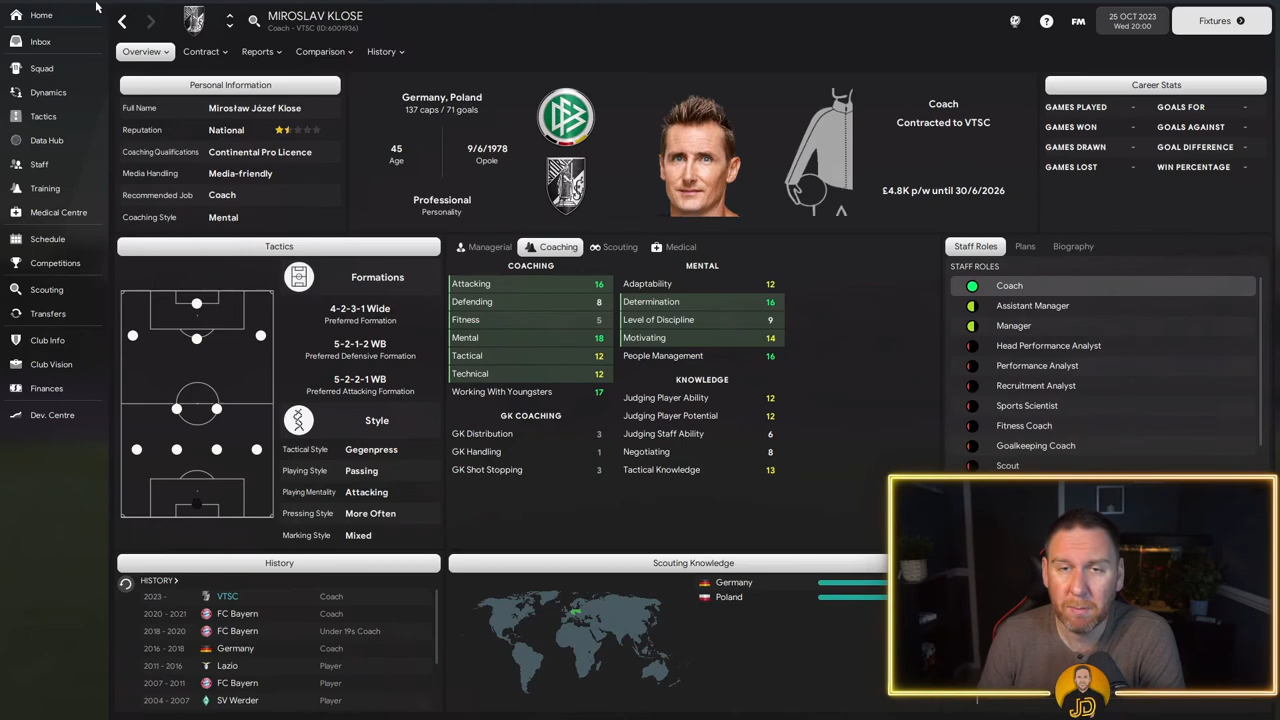 Home
Inbox
Squad
Dynamics
Tactics
Data Hub
Staff
Training
Medical Centre
Schedule
Competitions
Scouting
Transfers
Club Info
Club Vision
Finances
Dev. Centre
MIROSLAV KLOSE
Coach - VTSC (ID:6001936)
FM
25 OCT 2023
Wed 20:00
Fixtures
Overview
Contract
Reports
Comparison
History
Personal Information
Full Name Mirosław Józef Klose
Reputation National
Coaching Qualifications Continental Pro Licence
Media Handling Media-friendly
Recommended Job Coach
Coaching Style Mental
Germany, Poland
137 caps / 71 goals
45 9/6/1978
Age Opole
Professional
Personality
Coach
Contracted to VTSC
£4.8K p/w until 30/6/2026
Career Stats
GAMES PLAYED - GOALS FOR -
GAMES WON - GOALS AGAINST -
GAMES DRAWN - GOAL DIFFERENCE -
GAMES LOST - WIN PERCENTAGE -
Tactics
Formations
4-2-3-1 Wide
Preferred Formation
5-2-1-2 WB
Preferred Defensive Formation
5-2-2-1 WB
Preferred Attacking Formation
Style
Tactical Style Gegenpress
Playing Style Passing
Playing Mentality Attacking
Pressing Style More Often
Marking Style Mixed
Managerial Coaching Scouting Medical
COACHING
Attacking 16
Defending 8
Fitness 5
Mental 18
Tactical 12
Technical 12
Working With Youngsters 17
GK COACHING
GK Distribution 3
GK Handling 1
GK Shot Stopping 3
MENTAL
Adaptability 12
Determination 16
Level of Discipline 9
Motivating 14
People Management 16
KNOWLEDGE
Judging Player Ability 12
Judging Player Potential 12
Judging Staff Ability 6
Negotiating 8
Tactical Knowledge 13
Staff Roles Plans Biography
STAFF ROLES
Coach
Assistant Manager
Manager
Head Performance Analyst
Performance Analyst
Recruitment Analyst
Sports Scientist
Fitness Coach
Goalkeeping Coach
Scout
History
HISTORY
2023 - VTSC Coach
2020 - 2021 FC Bayern Coach
2018 - 2020 FC Bayern Under 19s Coach
2016 - 2018 Germany Coach
2011 - 2016 Lazio Player
2007 - 2011 FC Bayern Player
2004 - 2007 SV Werder Player
Scouting Knowledge
Germany
Poland
JD